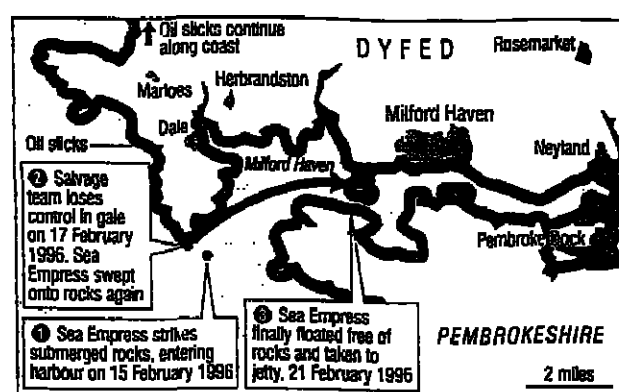 Oil slicks continue
along coast
DYFED
Rosemarket
Marloes
Herbrandston
Milford Haven
Dale
Oil slicks
Milford Haven
Neyland
❷ Salvage
team loses
control in gale
on 17 February
1996. Sea
Empress swept
onto rocks again
Pembroke Dock
❶ Sea Empress strikes
submerged rocks, entering
harbour on 15 February 1996
❸ Sea Empress
finally floated free of
rocks and taken to
jetty, 21 February 1996
PEMBROKESHIRE
2 miles